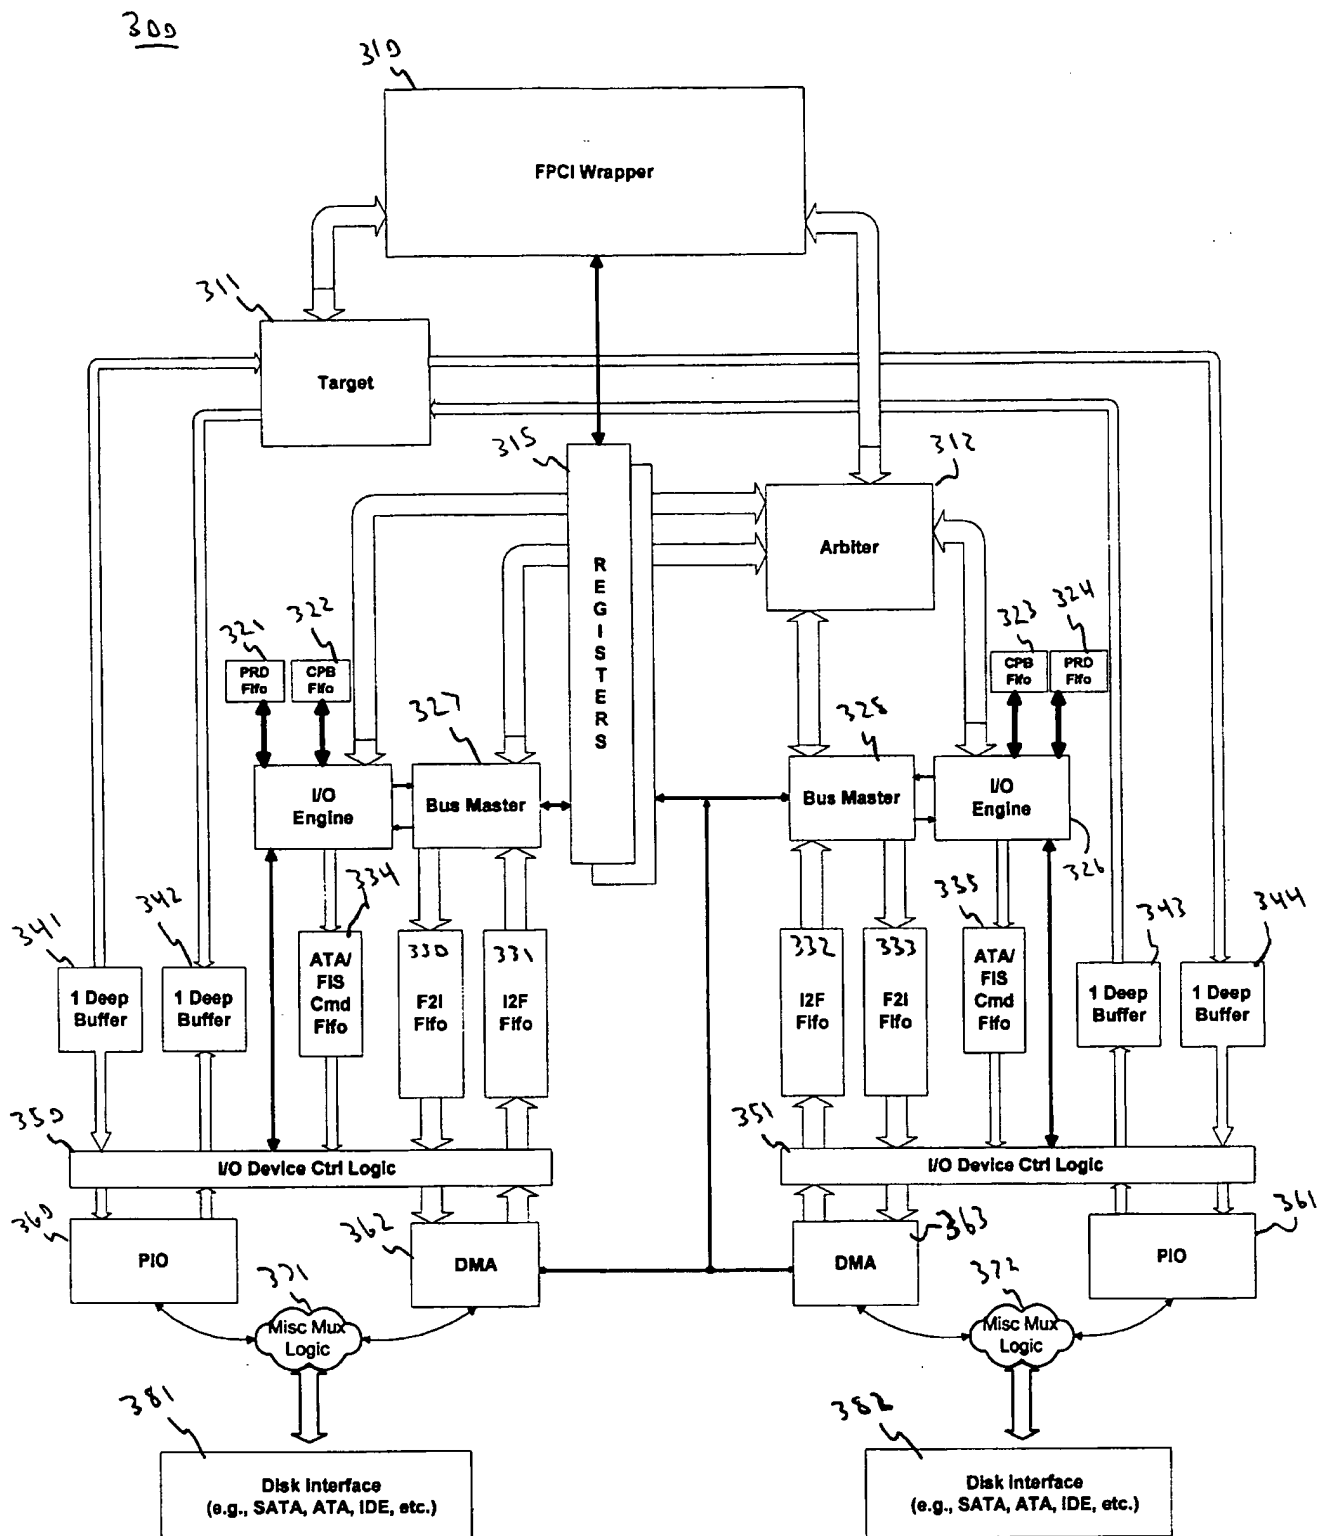 300
310
FPCI Wrapper
311
Target
315
REGISTERS
312
Arbiter
321
322
PRD
Fifo
CPB
Fifo
323
324
CPB
Fifo
PRD
Fifo
327
328
I/O
Engine
Bus Master
Bus Master
I/O
Engine
326
334
335
341
342
343
344
1 Deep
Buffer
1 Deep
Buffer
ATA/
FIS
Cmd
Fifo
330
F2I
Fifo
331
I2F
Fifo
332
I2F
Fifo
333
F2I
Fifo
ATA/
FIS
Cmd
Fifo
1 Deep
Buffer
1 Deep
Buffer
350
I/O Device Ctrl Logic
351
I/O Device Ctrl Logic
360
PIO
362
DMA
363
DMA
361
PIO
371
Misc Mux
Logic
372
Misc Mux
Logic
381
Disk Interface
(e.g., SATA, ATA, IDE, etc.)
382
Disk Interface
(e.g., SATA, ATA, IDE, etc.)